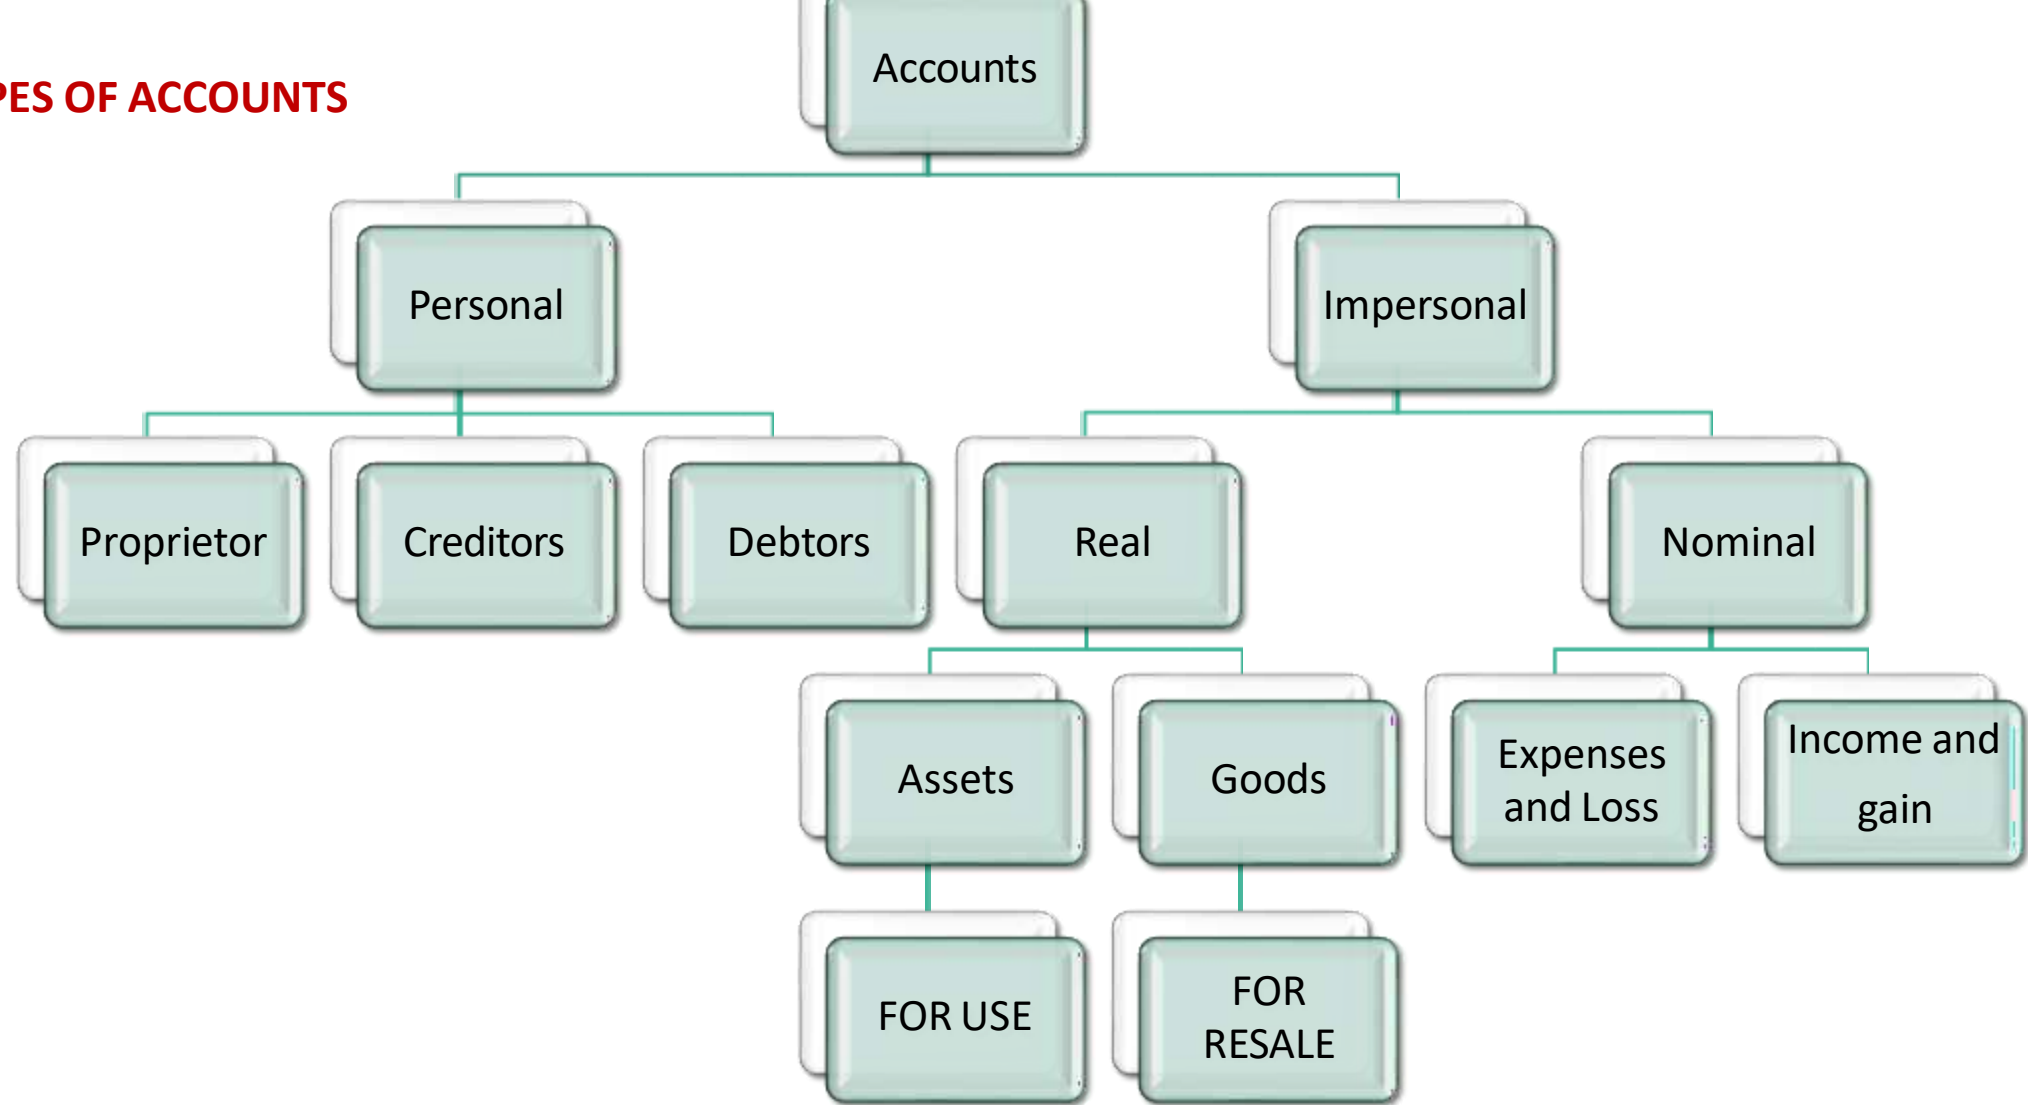 Accounts
PES OF ACCOUNTS
Personal
Impersonal
Proprietor
Creditors
Debtors
Real
Nominal
Assets
Goods
Expenses
and Loss
Income and
gain
FOR USE
FOR
RESALE